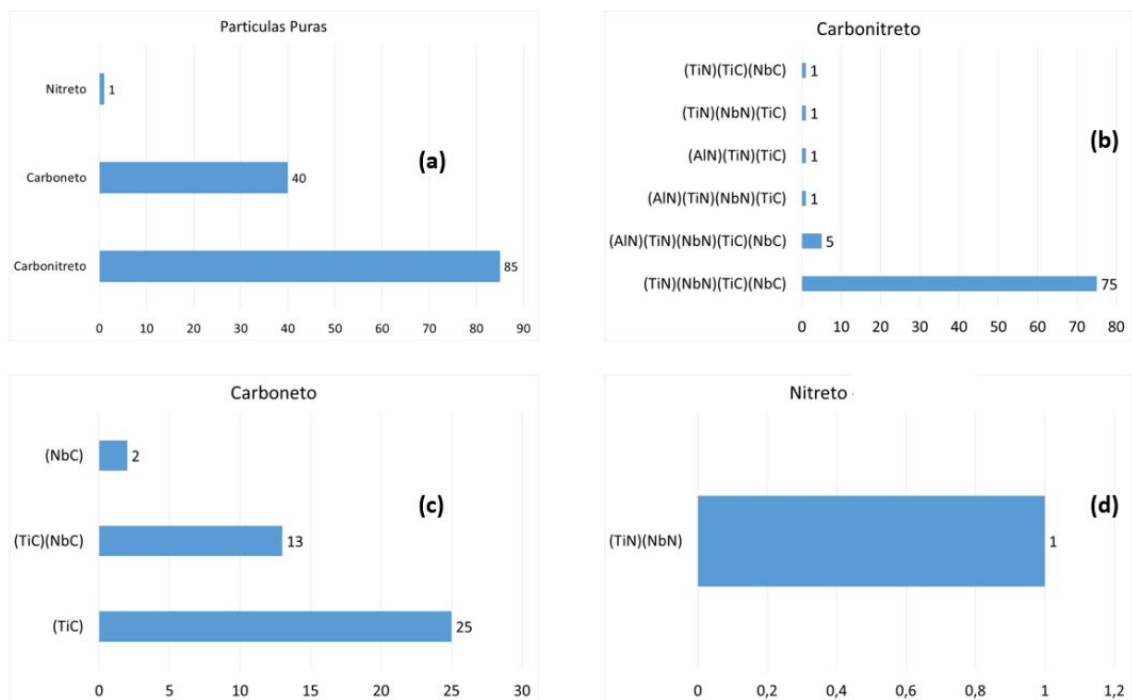 Particulas Puras
Nitreto
1
Carboneto
40
(a)
Carbonitreto
85
0 10 20 30 40 50 60 70 80 90
Carbonitreto
(TiN)(TiC)(NbC)
1
(TiN)(NbN)(TiC)
1
(b)
(AlN)(TiN)(TiC)
1
(AlN)(TiN)(NbN)(TiC)
1
(AlN)(TiN)(NbN)(TiC)(NbC)
5
(TiN)(NbN)(TiC)(NbC)
75
0 10 20 30 40 50 60 70 80
Carboneto
(NbC)
2
(c)
(TiC)(NbC)
13
(TiC)
25
0 5 10 15 20 25 30
Nitreto
(d)
(TiN)(NbN)
1
0 0,2 0,4 0,6 0,8 1 1,2